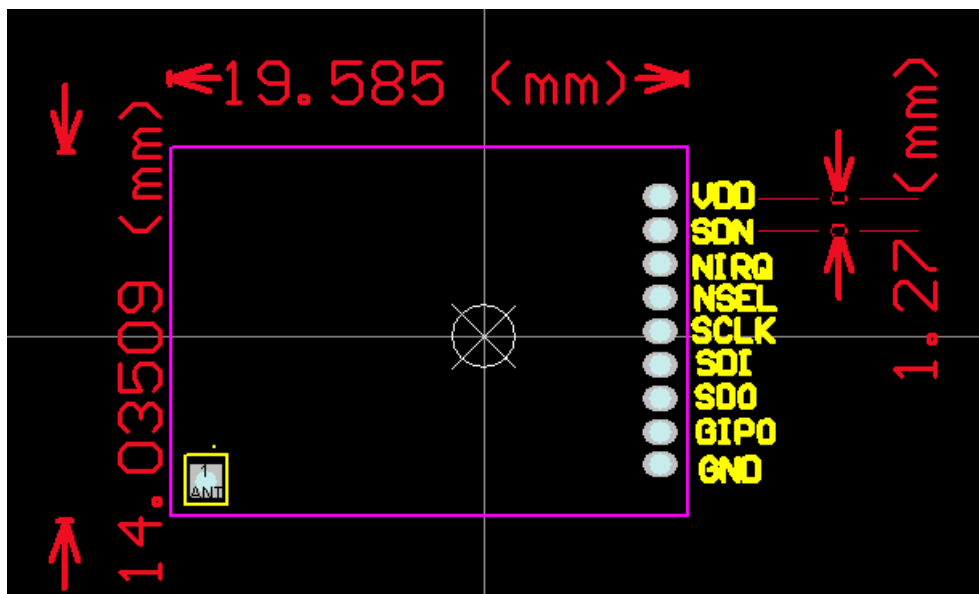 19.585 (mm)
14.03509 (mm)
1.27 (mm)
VDD
SDN
NIRQ
NSEL
SCLK
SDI
SDO
GIPO
GND
1
ANT